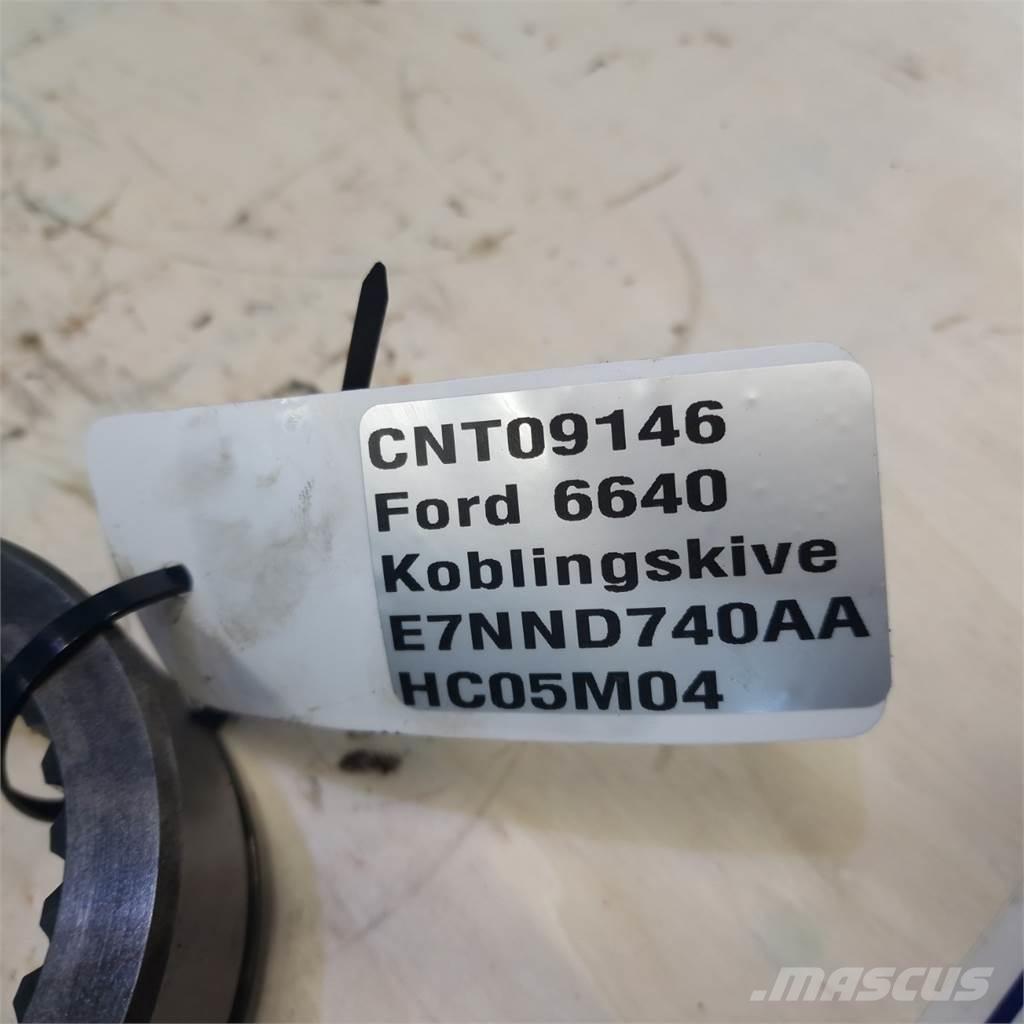 CNT09146
Ford 6640
Koblingskive
E7NND740AA
HC05M04
.MASCUS